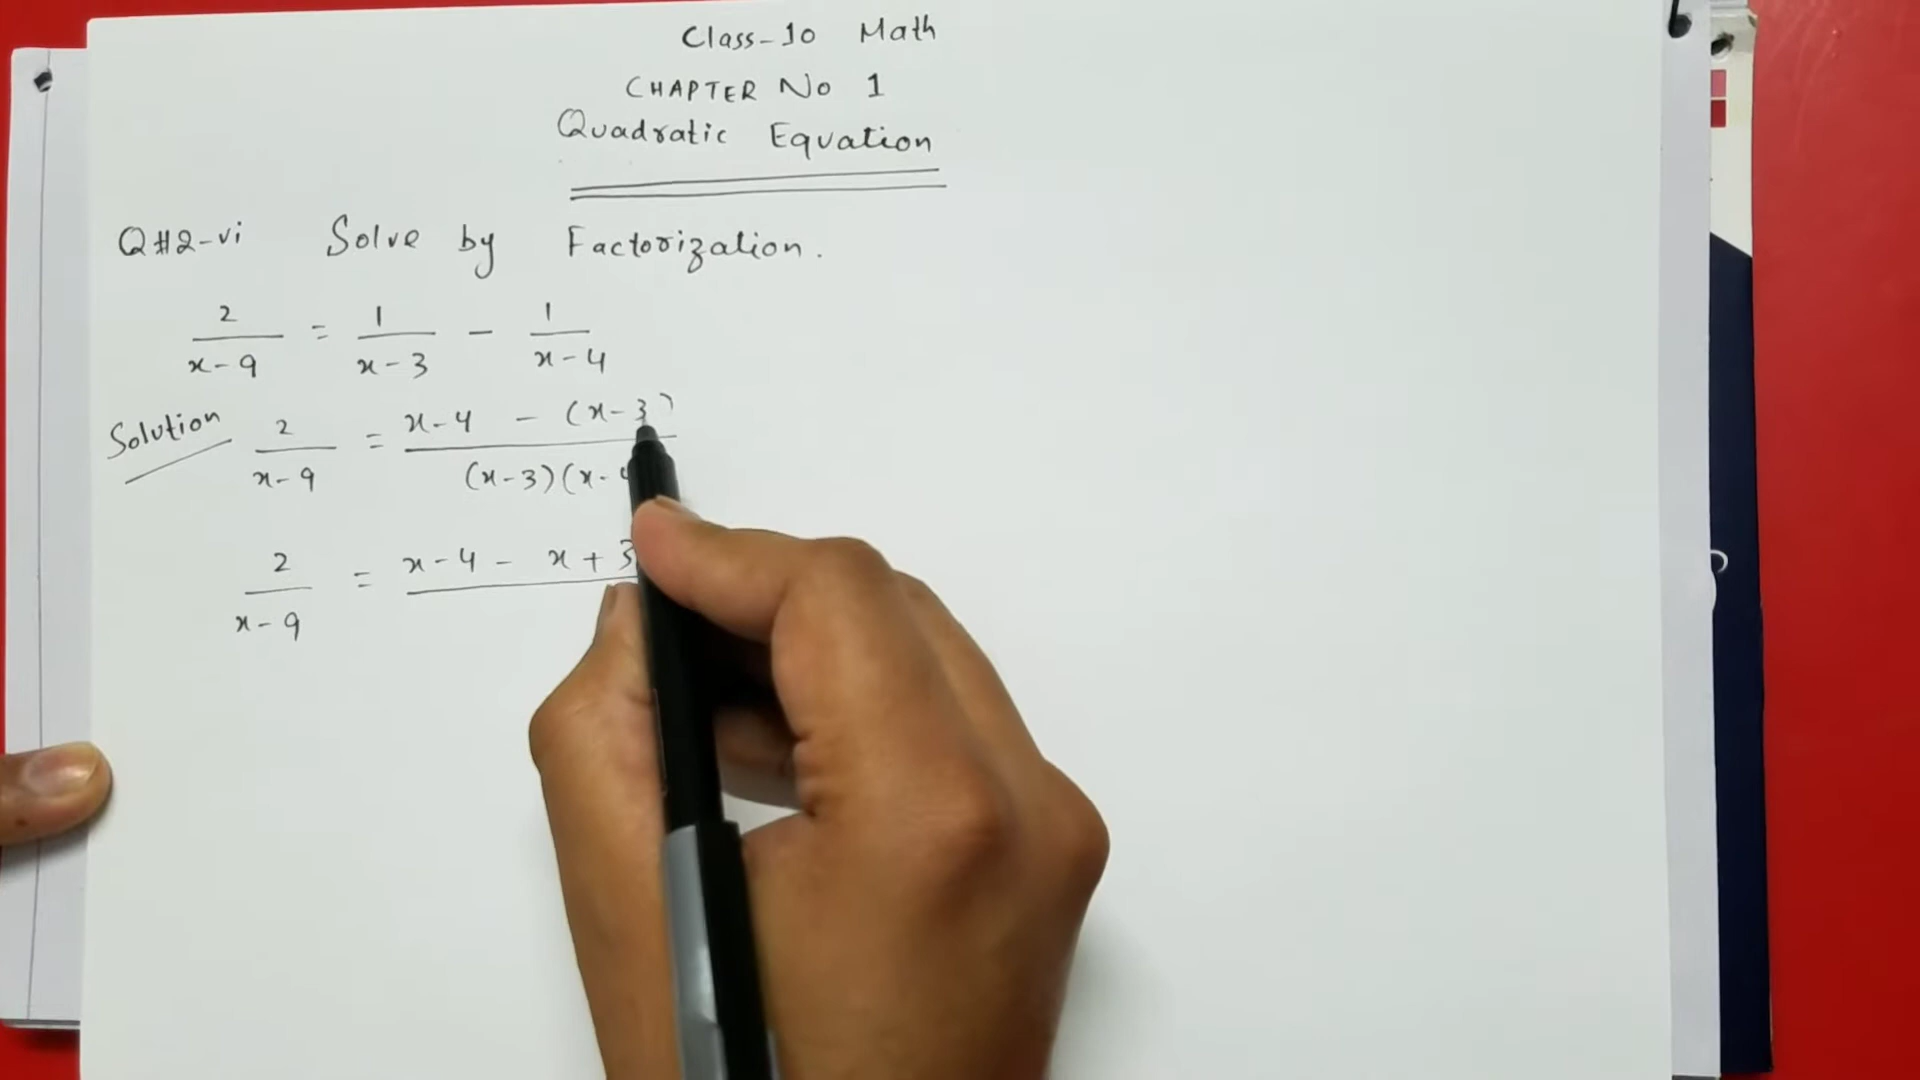 Class-10 Math
CHAPTER No 1
Quadratic Equation
Q#2-vi Solve by Factorization.
2/(x-9) = 1/(x-3) - 1/(x-4)
Solution 2/(x-9) = (x-4 - (x-3))/((x-3)(x-
2/(x-9) = x-4 - x+3